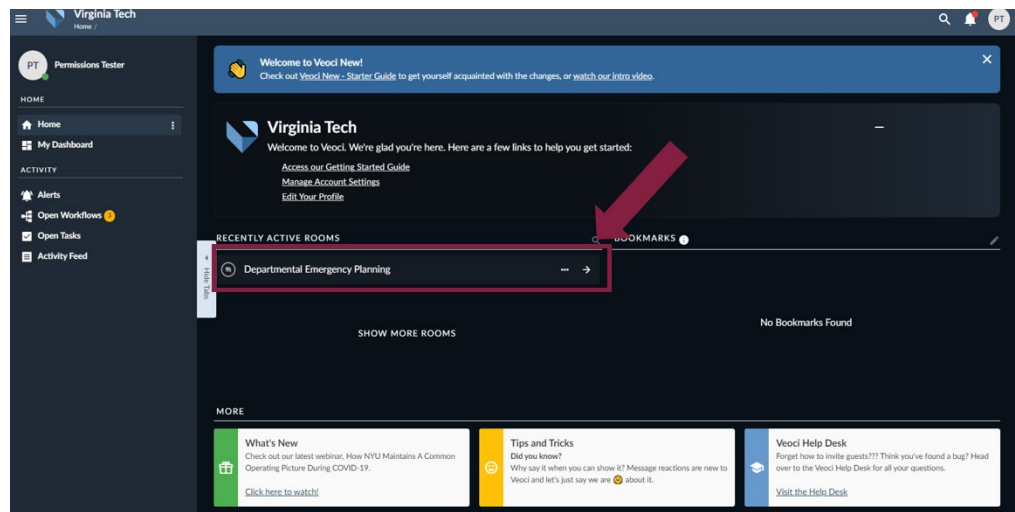 Virginia Tech
Home /
PT
PT
Permissions Tester
HOME
Home
My Dashboard
ACTIVITY
Alerts
Open Workflows 3
Open Tasks
Activity Feed
Hide Tabs
Welcome to Veoci New!
Check out Veoci New - Starter Guide to get yourself acquainted with the changes, or watch our intro video.
Virginia Tech
Welcome to Veoci. We're glad you're here. Here are a few links to help you get started:
Access our Getting Started Guide
Manage Account Settings
Edit Your Profile
RECENTLY ACTIVE ROOMS
Departmental Emergency Planning
SHOW MORE ROOMS
BOOKMARKS
No Bookmarks Found
MORE
What's New
Check out our latest webinar, How NYU Maintains A Common
Operating Picture During COVID-19.
Click here to watch!
Tips and Tricks
Did you know?
Why say it when you can show it? Message reactions are new to
Veoci and let's just say we are 😍 about it.
Veoci Help Desk
Forget how to invite guests??? Think you've found a bug? Head
over to the Veoci Help Desk for all your questions.
Visit the Help Desk